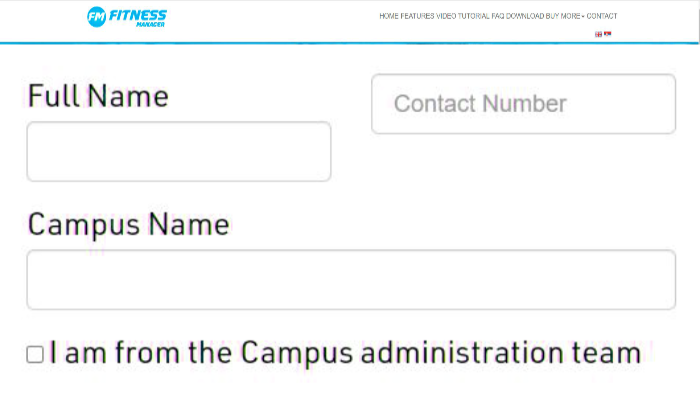 FM FITNESS
MANAGER
HOME FEATURES VIDEO TUTORIAL FAQ DOWNLOAD BUY MORE CONTACT
Full Name
Contact Number
Campus Name
I am from the Campus administration team